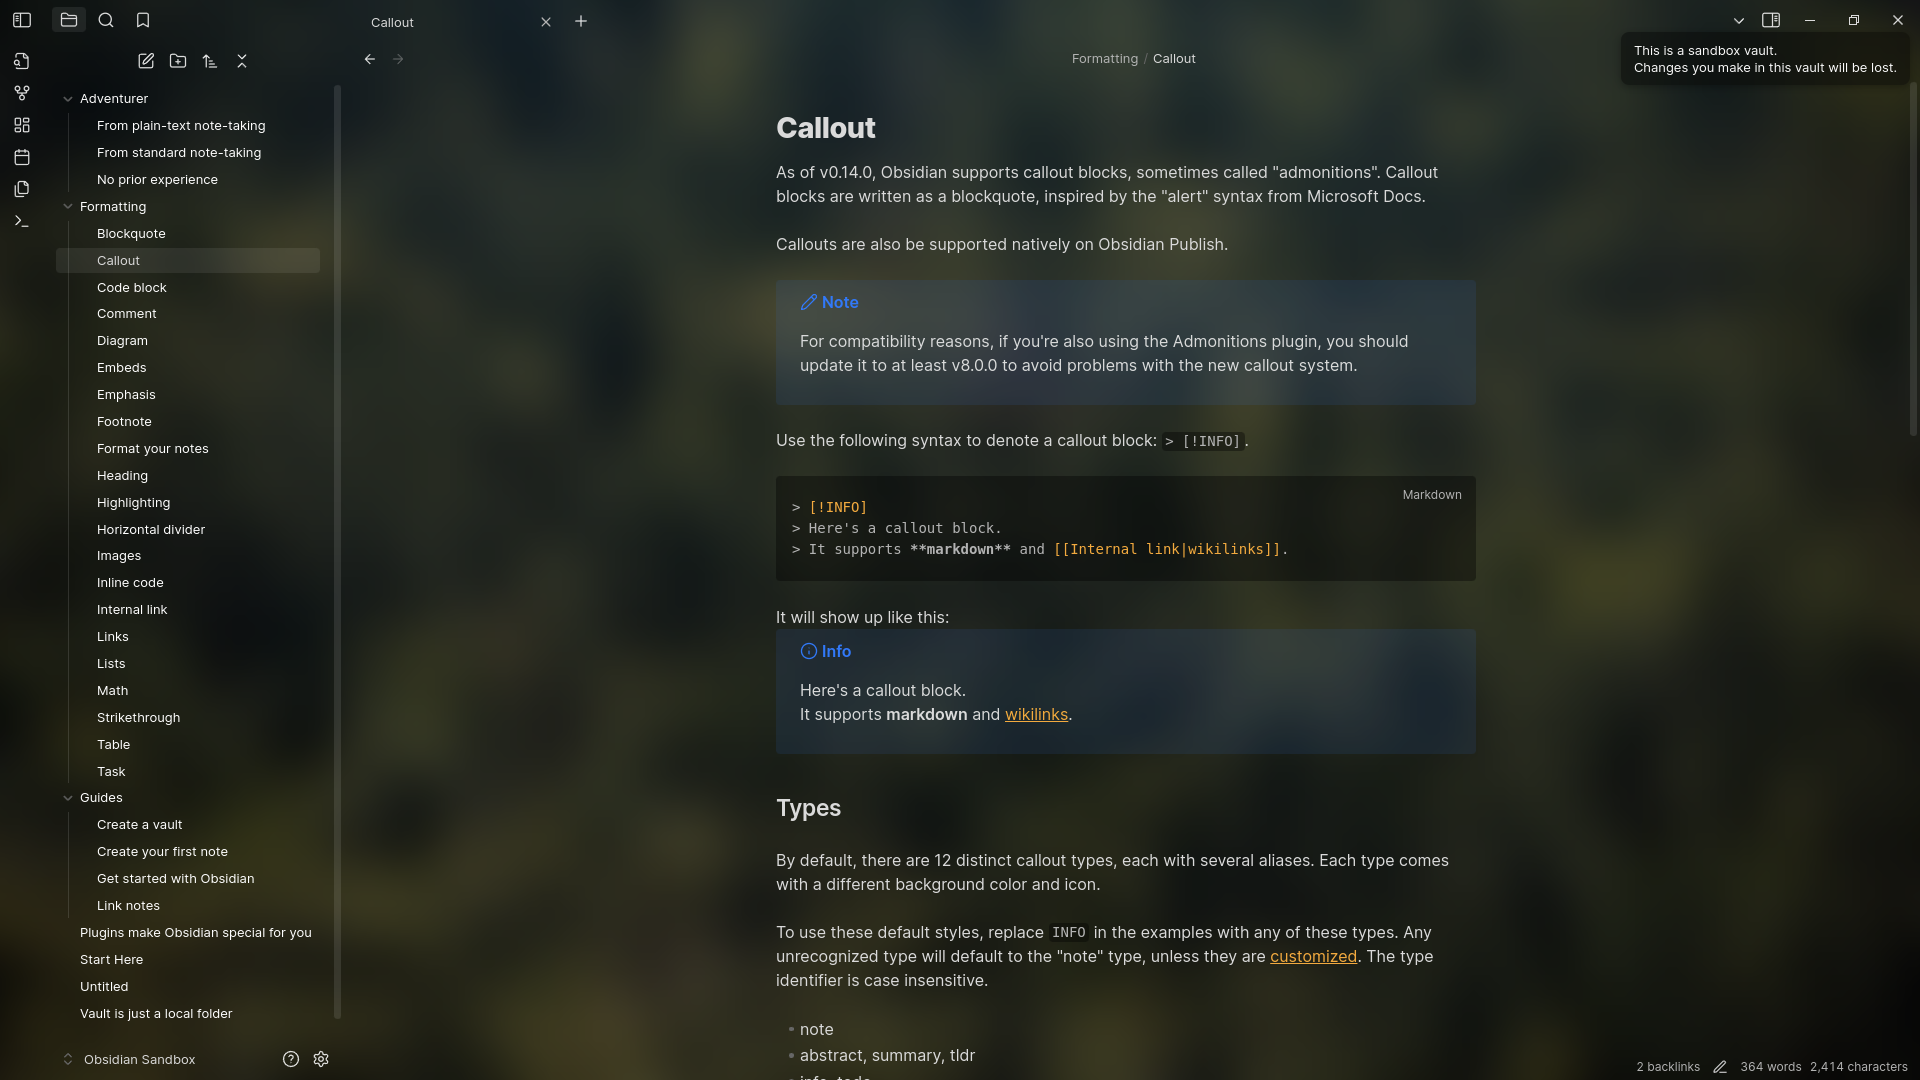 Callout
This is a sandbox vault.
Changes you make in this vault will be lost.
Formatting / Callout
Adventurer
From plain-text note-taking
From standard note-taking
No prior experience
Formatting
Blockquote
Callout
Code block
Comment
Diagram
Embeds
Emphasis
Footnote
Format your notes
Heading
Highlighting
Horizontal divider
Images
Inline code
Internal link
Links
Lists
Math
Strikethrough
Table
Task
Guides
Create a vault
Create your first note
Get started with Obsidian
Link notes
Plugins make Obsidian special for you
Start Here
Untitled
Vault is just a local folder
Obsidian Sandbox
Callout
As of v0.14.0, Obsidian supports callout blocks, sometimes called "admonitions". Callout
blocks are written as a blockquote, inspired by the "alert" syntax from Microsoft Docs.
Callouts are also be supported natively on Obsidian Publish.
Note
For compatibility reasons, if you're also using the Admonitions plugin, you should
update it to at least v8.0.0 to avoid problems with the new callout system.
Use the following syntax to denote a callout block: > [!INFO].
Markdown
> [!INFO]
> Here's a callout block.
> It supports **markdown** and [[Internal link|wikilinks]].
It will show up like this:
Info
Here's a callout block.
It supports markdown and wikilinks.
Types
By default, there are 12 distinct callout types, each with several aliases. Each type comes
with a different background color and icon.
To use these default styles, replace INFO in the examples with any of these types. Any
unrecognized type will default to the "note" type, unless they are customized. The type
identifier is case insensitive.
• note
• abstract, summary, tldr
2 backlinks 364 words 2,414 characters